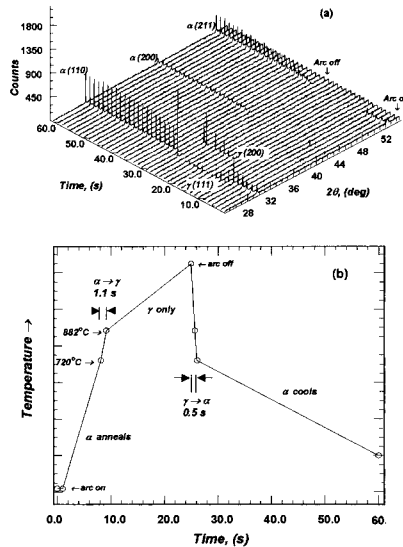 (a)
Counts
1800
1350
900
450
α (211)
α (200)
α (110)
Arc off
γ (200)
γ (111)
60.0 50.0 40.0 30.0 20.0 10.0
Time, (s)
28 32 36 40 44 48 52
2θ, (deg)
(b)
Temperature →
α → γ
1.1 s
882°C→
720°C→
γ only
← arc off
γ → α
0.5 s
α anneals
α cools
← arc on
0.0 10.0 20.0 30.0 40.0 50.0 60.
Time, (s)